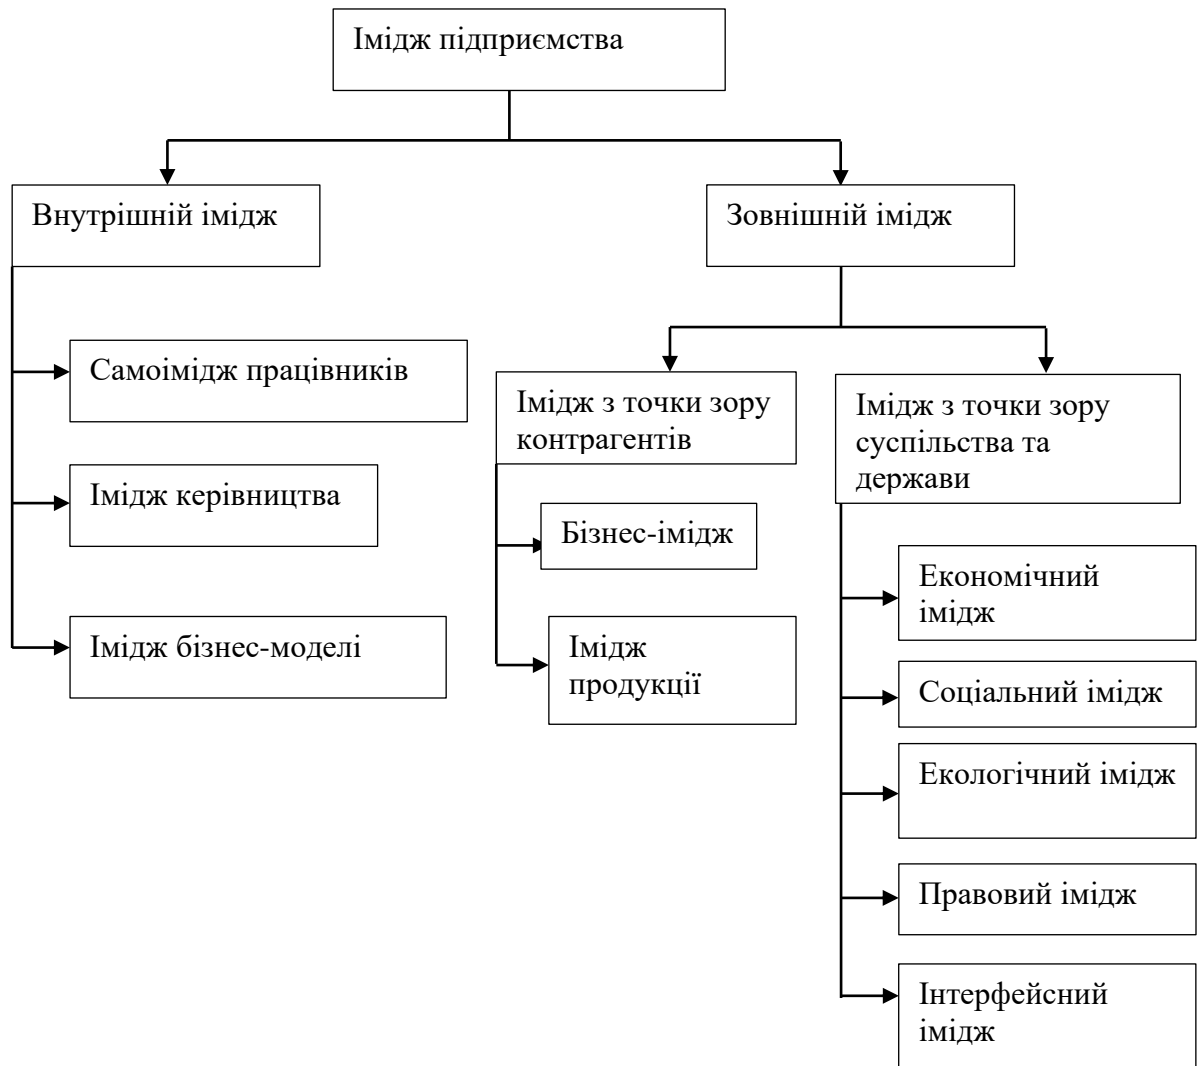 Імідж підприємства
Внутрішній імідж
Зовнішній імідж
Самоімідж працівників
Імідж керівництва
Імідж бізнес-моделі
Імідж з точки зору
контрагентів
Бізнес-імідж
Імідж
продукції
Імідж з точки зору
суспільства та
держави
Економічний
імідж
Соціальний імідж
Екологічний імідж
Правовий імідж
Інтерфейсний
імідж